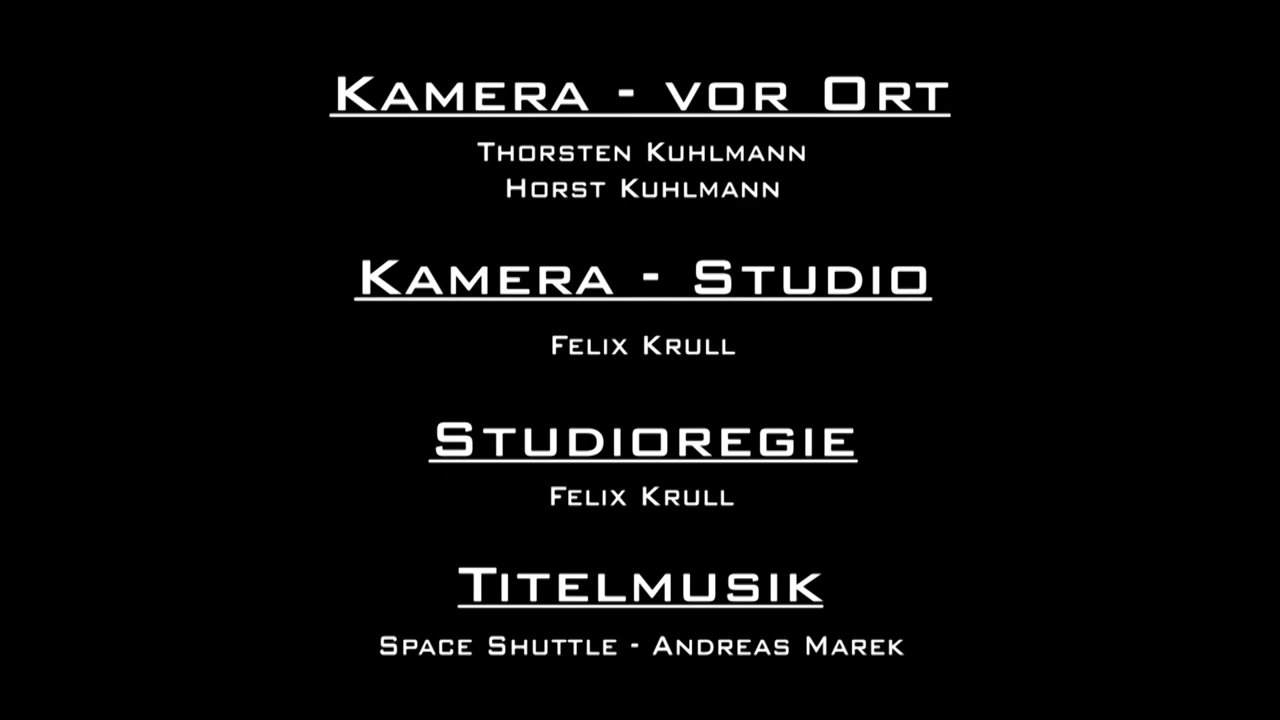 Kamera - vor Ort
Thorsten Kuhlmann
Horst Kuhlmann
Kamera - Studio
Felix Krull
Studioregie
Felix Krull
Titelmusik
Space Shuttle - Andreas Marek